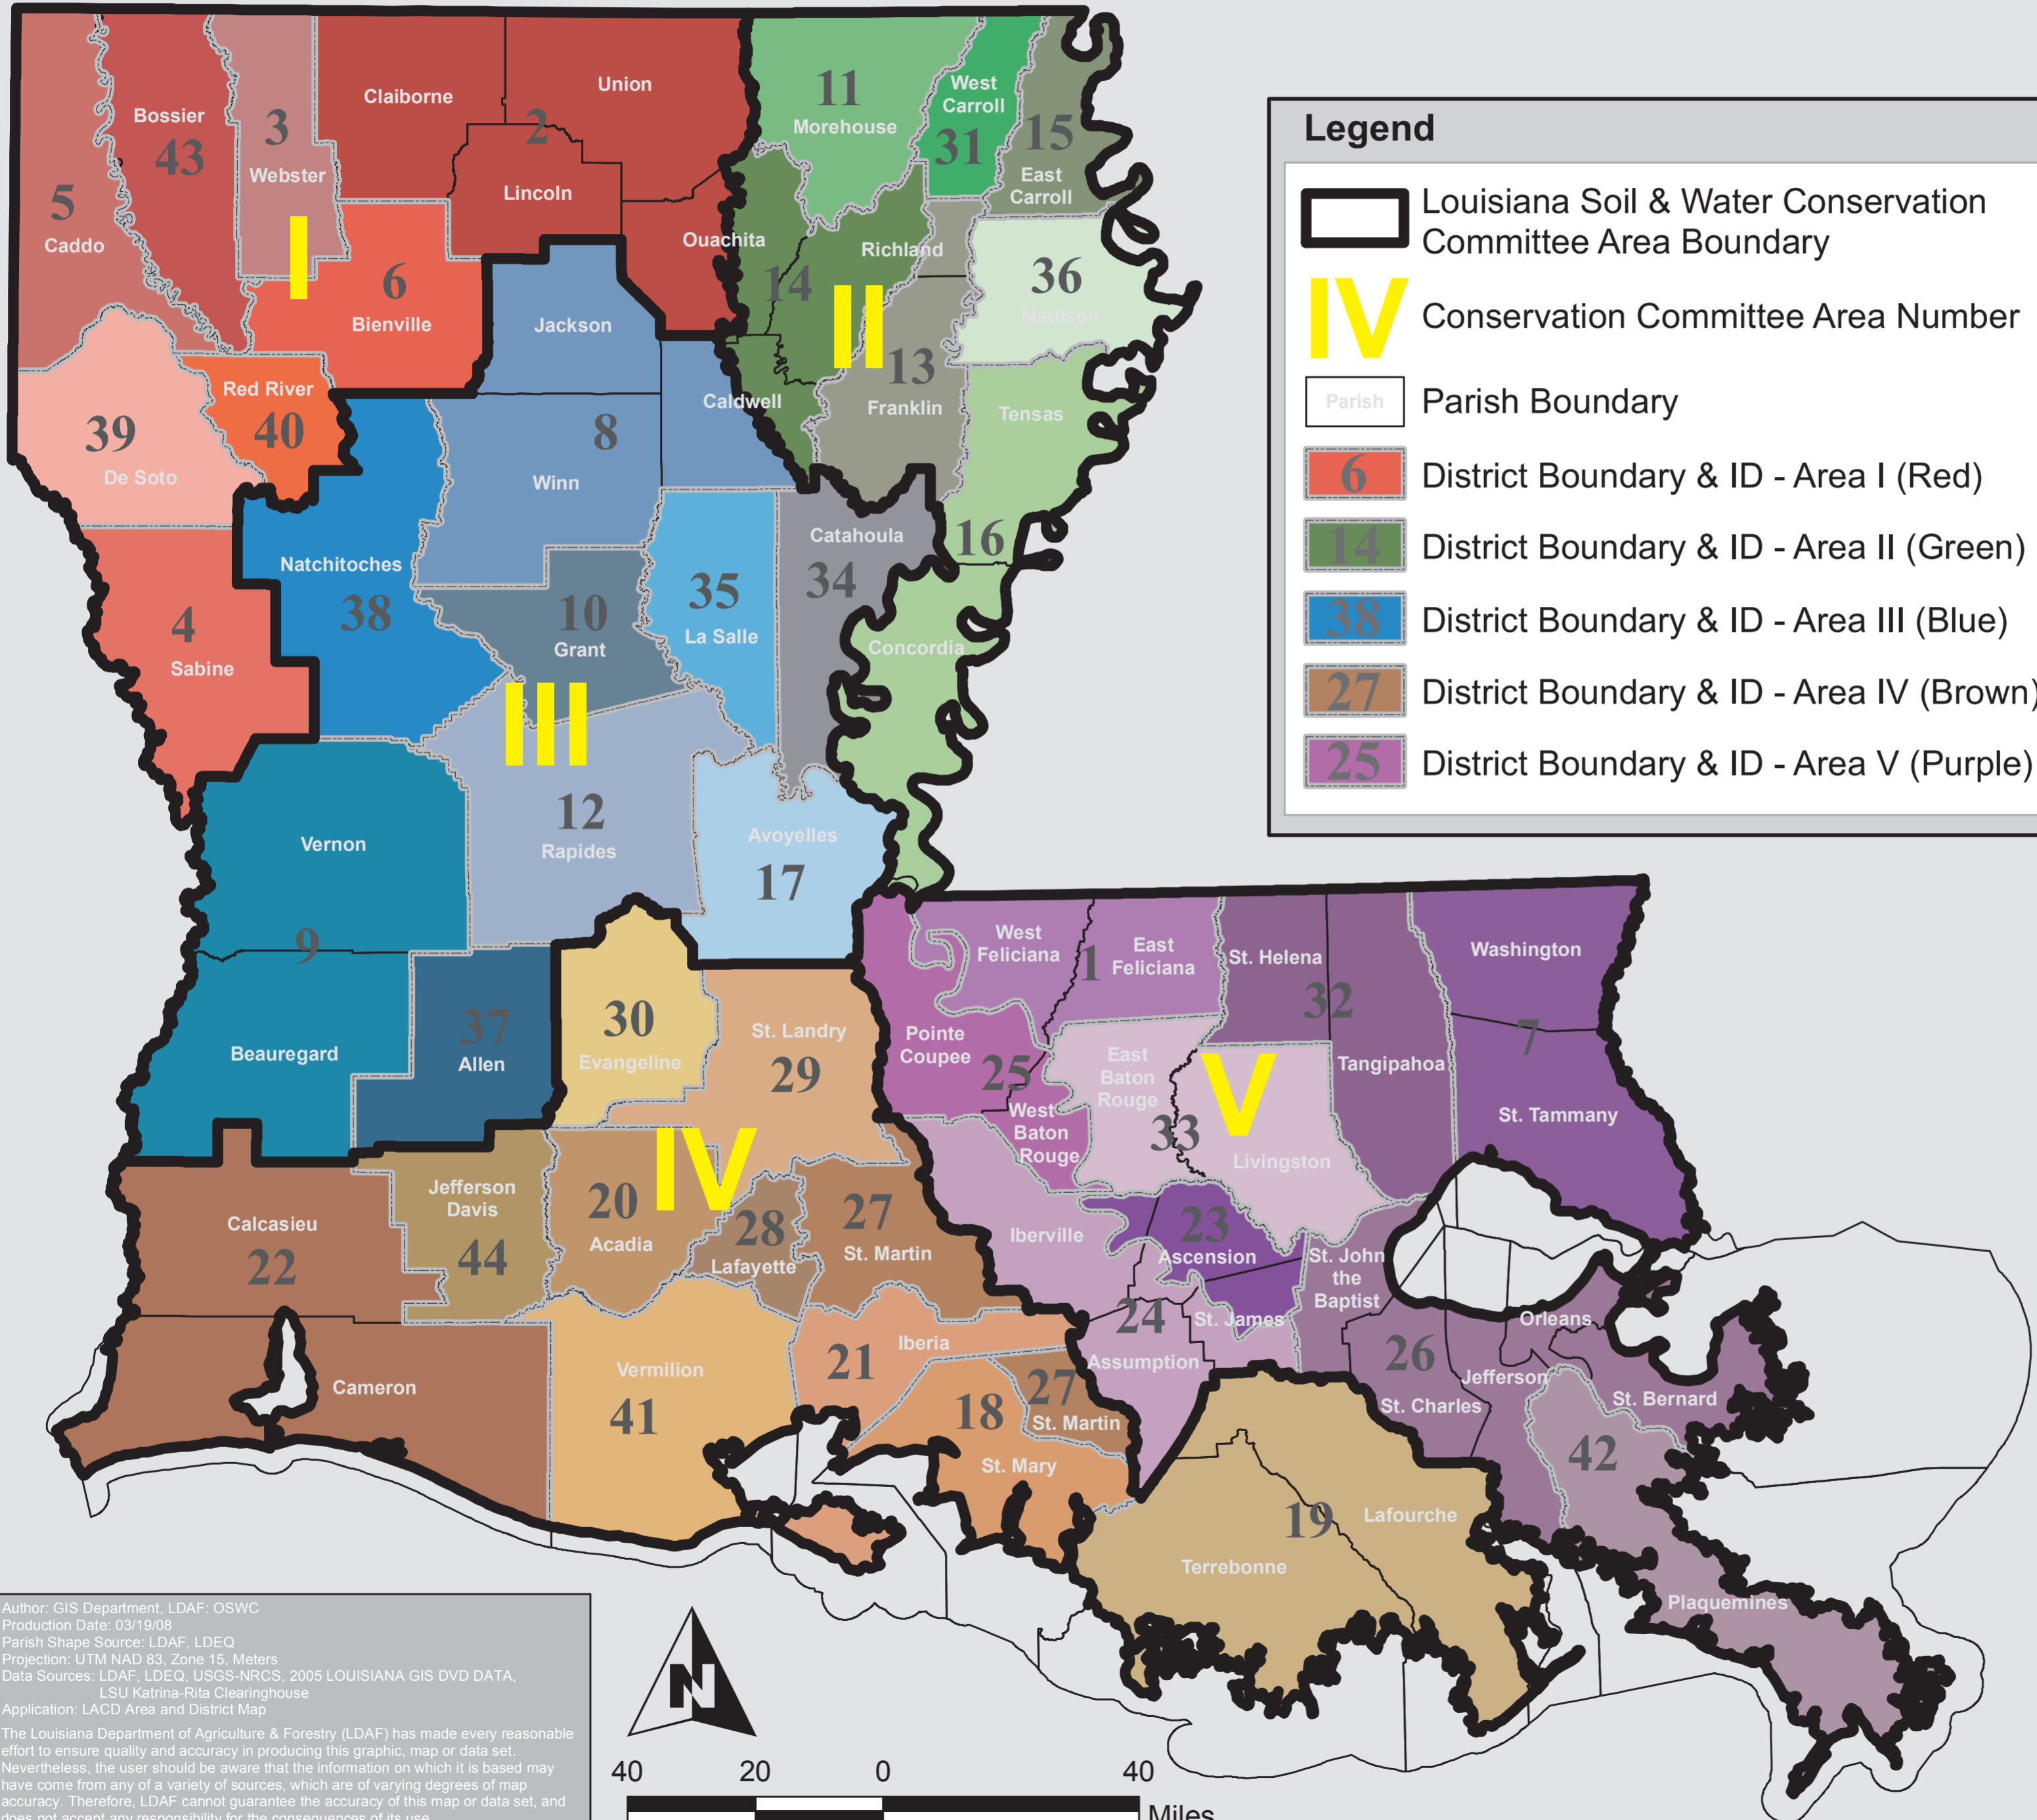 Claiborne
Union
Bossier
43
3
Webster
2
Lincoln
5
Caddo
I
6
Bienville
Ouachita
11
Morehouse
West
Carroll
31
15
East
Carroll
Richland
14
II
36
Madison
Jackson
13
Franklin
Caldwell
Tensas
Red River
40
39
De Soto
8
Winn
16
Natchitoches
38
4
Sabine
10
Grant
35
La Salle
Catahoula
34
Concordia
III
12
Rapides
Vernon
Avoyelles
17
9
Beauregard
37
Allen
30
Evangeline
St. Landry
29
West
Feliciana
1
East
Feliciana
St. Helena
32
Washington
Pointe
Coupee
25
East
Baton
Rouge
V
Tangipahoa
7
St. Tammany
West
Baton
Rouge
33
Livingston
IV
Jefferson
Davis
44
20
Acadia
28
Lafayette
27
St. Martin
Calcasieu
22
Iberville
23
Ascension
St. John
the
Baptist
24
St. James
Orleans
Assumption
26
Jefferson
St. Charles
St. Bernard
Iberia
21
Vermilion
41
Cameron
27
St. Martin
18
St. Mary
42
19
Lafourche
Terrebonne
Plaquemines
Legend
Louisiana Soil & Water Conservation
Committee Area Boundary
IV Conservation Committee Area Number
Parish Parish Boundary
6 District Boundary & ID - Area I (Red)
14 District Boundary & ID - Area II (Green)
38 District Boundary & ID - Area III (Blue)
27 District Boundary & ID - Area IV (Brown)
25 District Boundary & ID - Area V (Purple)
Author: GIS Department, LDAF: OSWC
Production Date: 03/19/08
Parish Shape Source: LDAF, LDEQ
Projection: UTM NAD 83, Zone 15, Meters
Data Sources: LDAF, LDEQ, USGS-NRCS, 2005 LOUISIANA GIS DVD DATA,
LSU Katrina-Rita Clearinghouse
Application: LACD Area and District Map
The Louisiana Department of Agriculture & Forestry (LDAF) has made every reasonable
effort to ensure quality and accuracy in producing this graphic, map or data set.
Nevertheless, the user should be aware that the information on which it is based may
have come from any of a variety of sources, which are of varying degrees of map
accuracy. Therefore, LDAF cannot guarantee the accuracy of this map or data set, and
does not accept any responsibility for the consequences of its use.
N
40 20 0 40
Miles